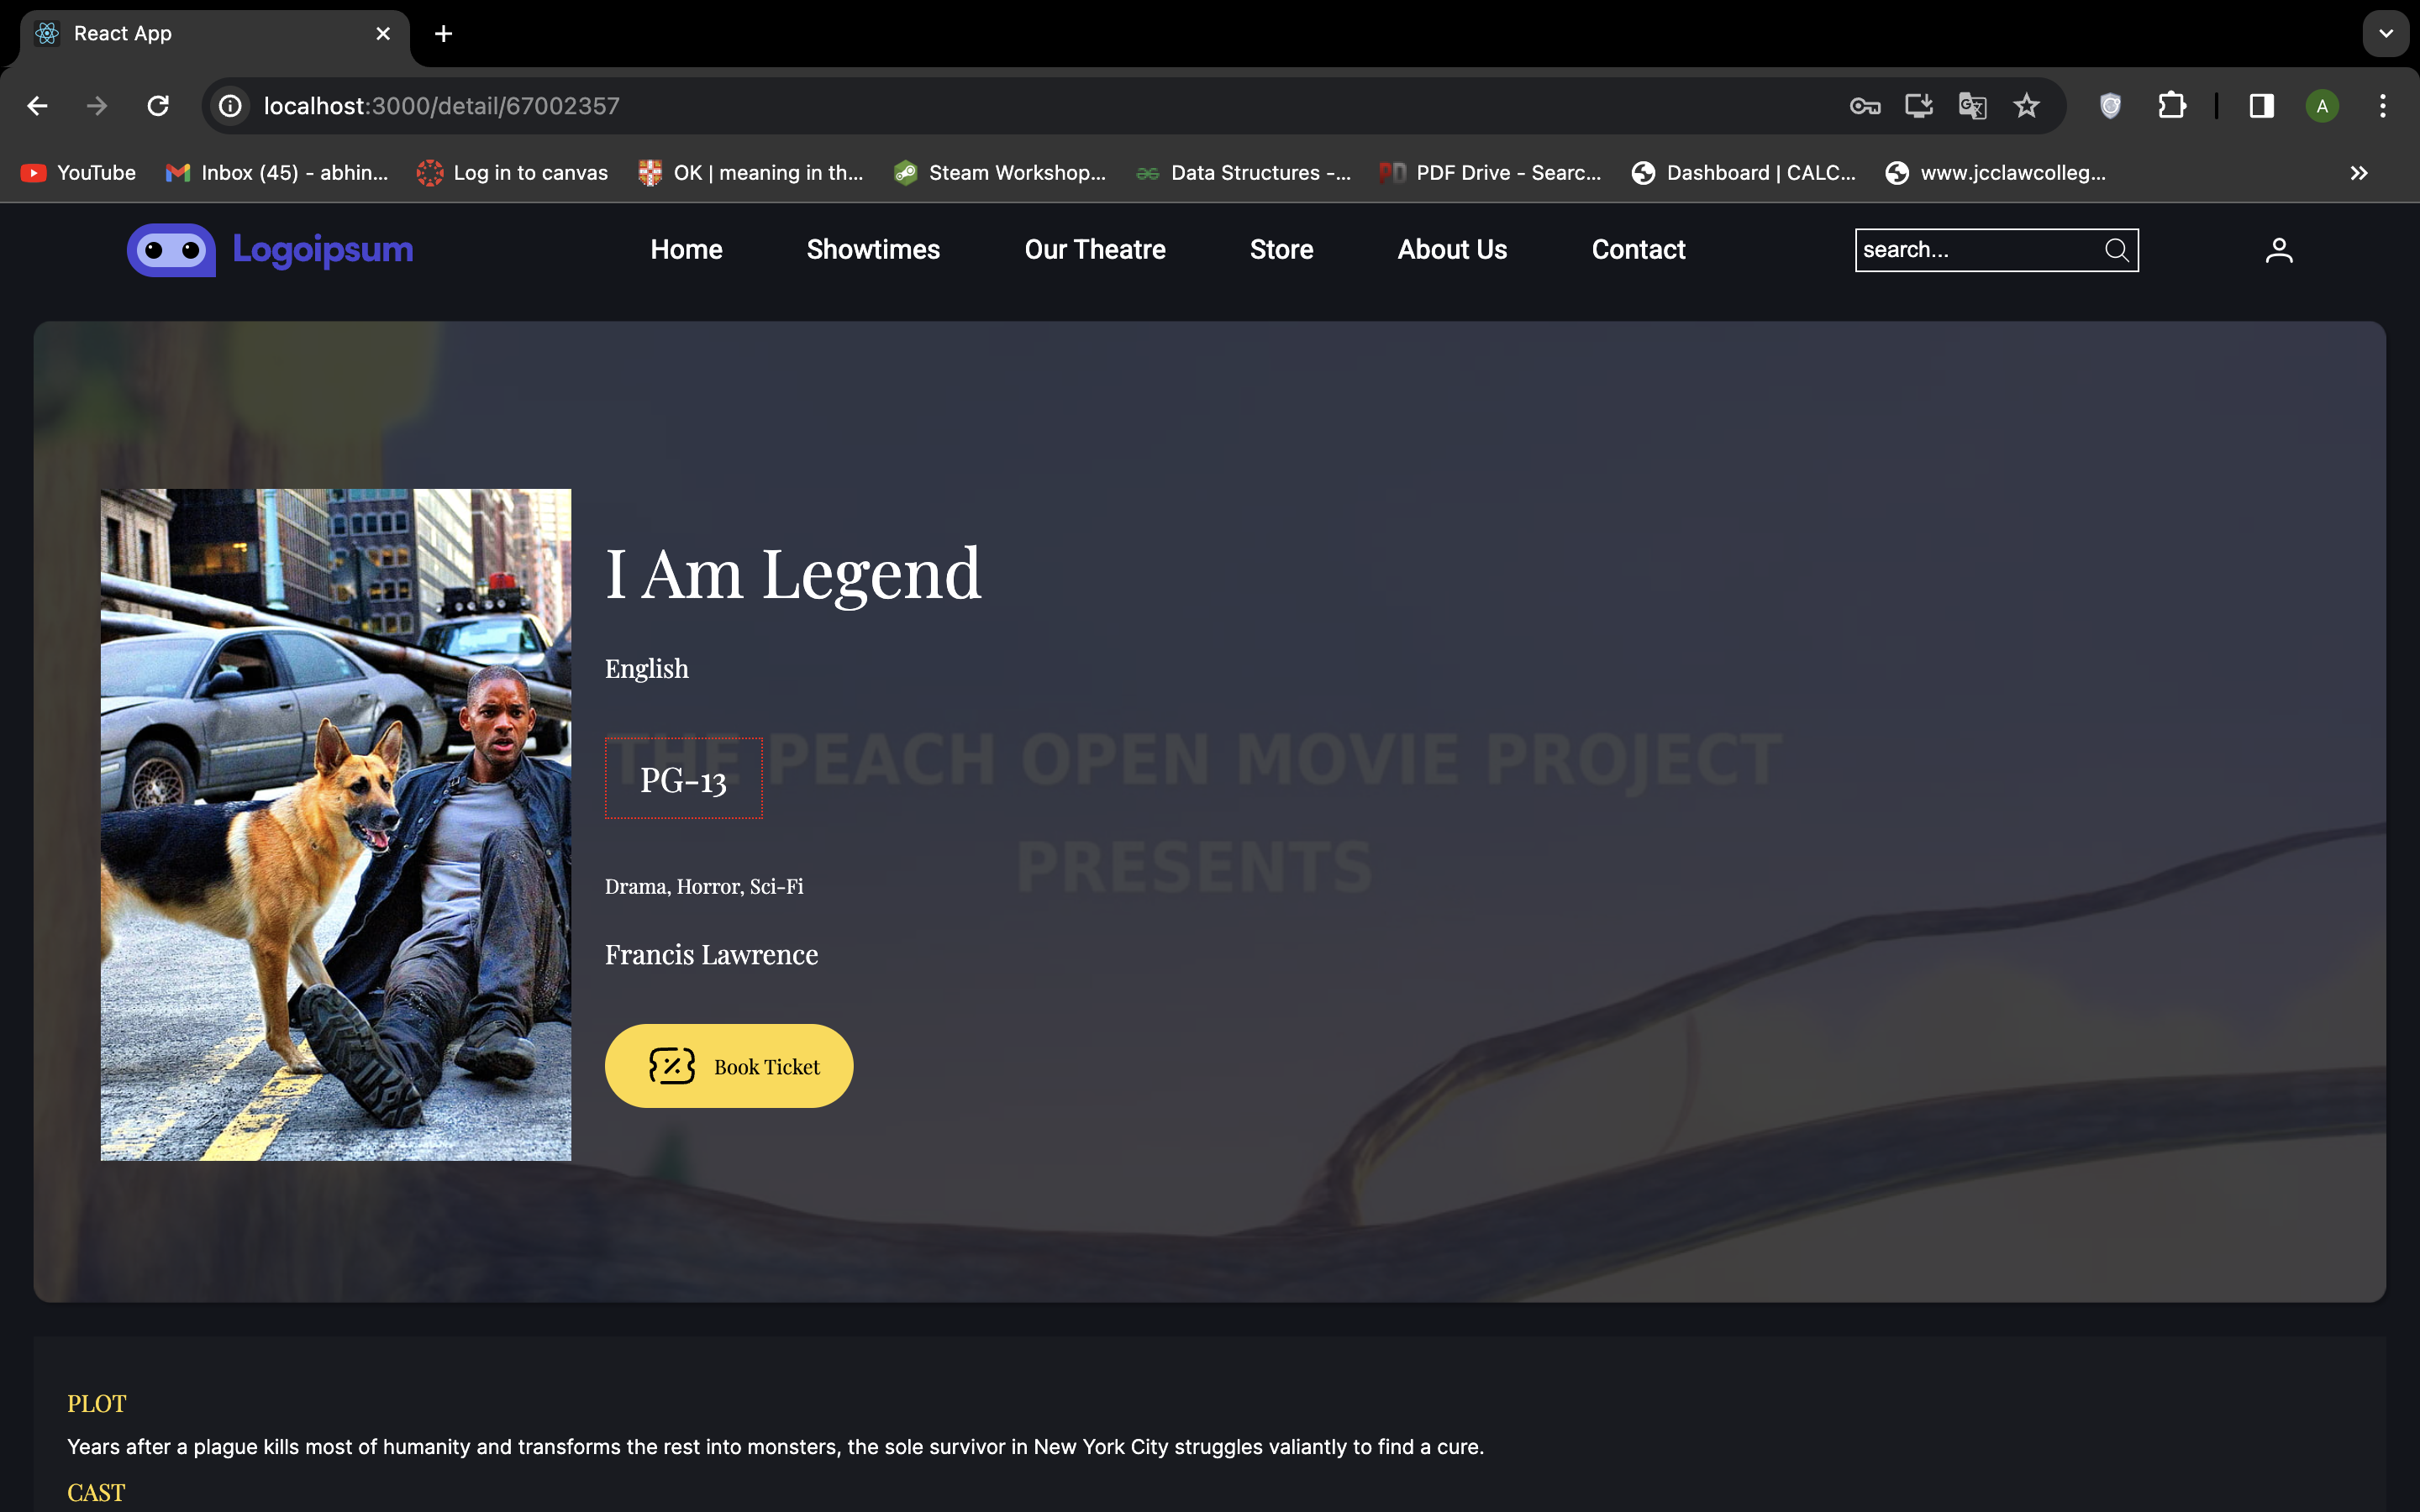 React App
localhost:3000/detail/67002357
A
YouTube
Inbox (45) - abhin...
Log in to canvas
OK | meaning in th...
Steam Workshop...
Data Structures -...
PD PDF Drive - Searc...
Dashboard | CALC...
www.jcclawcolleg...
Logoipsum
Home
Showtimes
Our Theatre
Store
About Us
Contact
search...
I Am Legend
English
THE PEACH OPEN MOVIE PROJECT
PRESENTS
PG-13
Drama, Horror, Sci-Fi
Francis Lawrence
Book Ticket
PLOT
Years after a plague kills most of humanity and transforms the rest into monsters, the sole survivor in New York City struggles valiantly to find a cure.
CAST